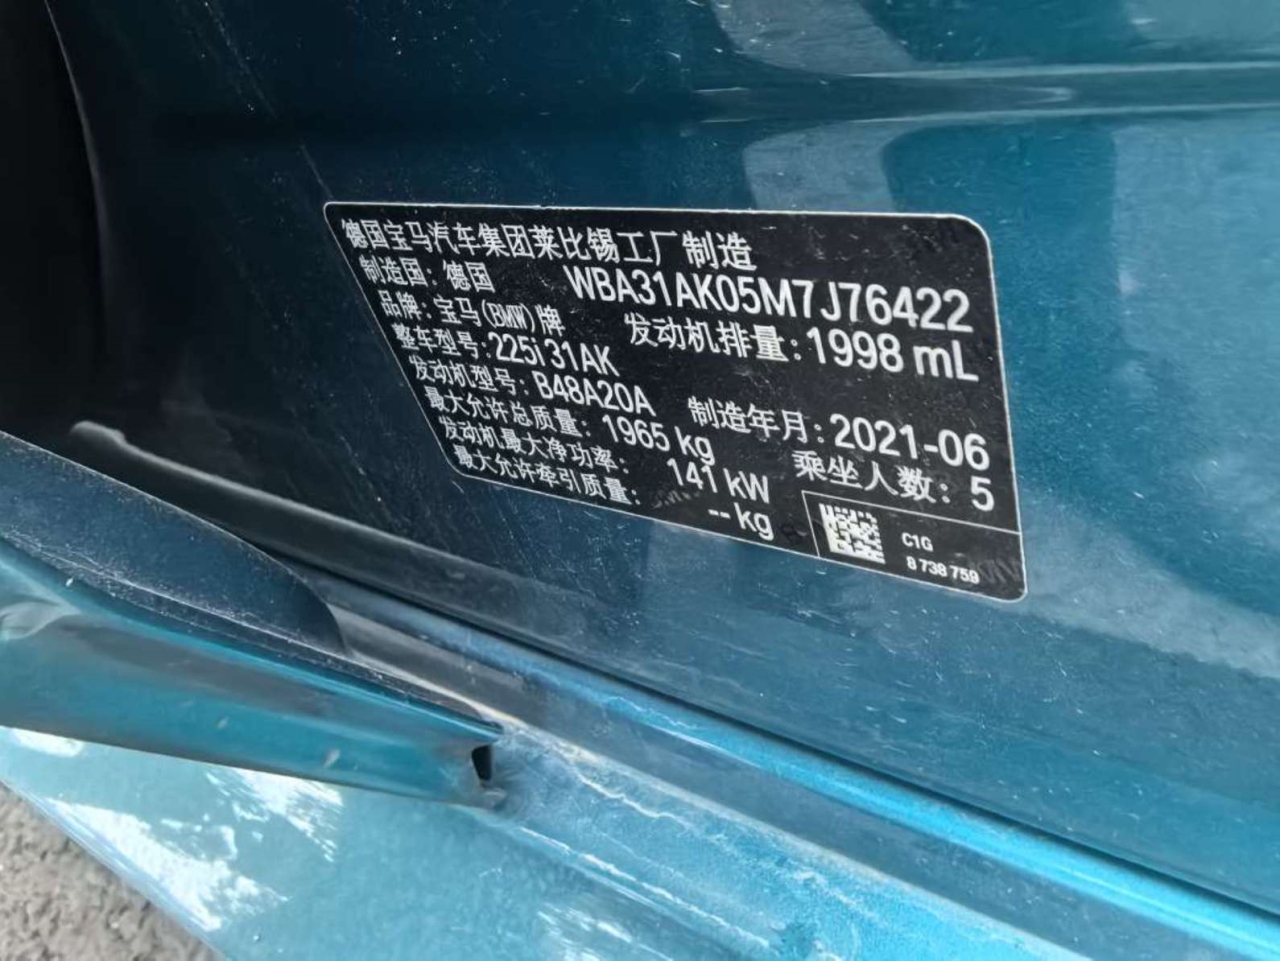 德国宝马汽车集团莱比锡工厂制造
制造国: 德国 WBA31AK05M7J76422
品牌: 宝马(BMW)牌 发动机排量: 1998 mL
整车型号: 225i 31AK
发动机型号: B48A20A 制造年月: 2021-06
最大允许总质量: 1965 kg 乘坐人数: 5
发动机最大净功率: 141 kW
最大允许牵引质量: -- kg
C1G
8 738 759